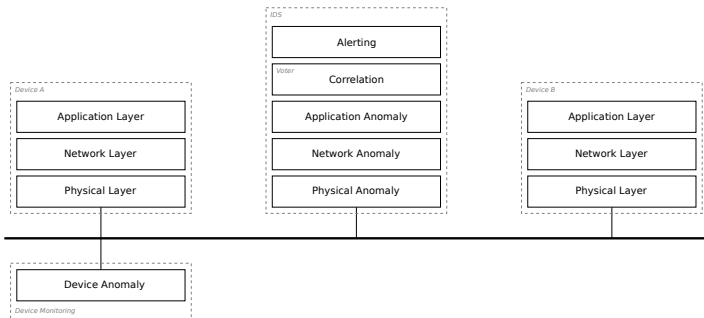 IDS
Alerting
Voter
Correlation
Application Anomaly
Network Anomaly
Physical Anomaly
Device A
Application Layer
Network Layer
Physical Layer
Device B
Application Layer
Network Layer
Physical Layer
Device Anomaly
Device Monitoring